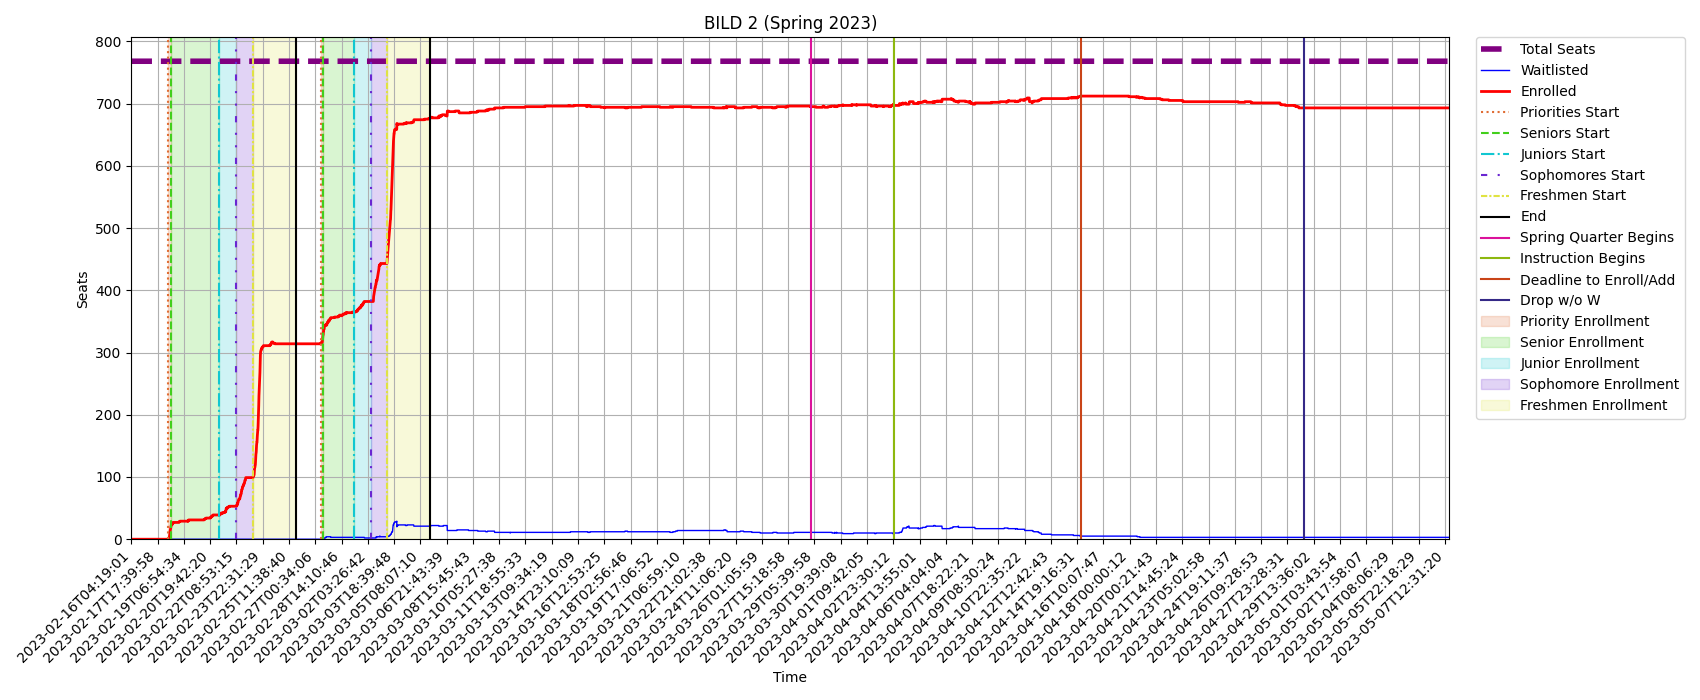 BILD 2 (Spring 2023)
Seats
800
700
600
500
400
300
200
100
0
2023-02-16T04:19:01
2023-02-17T17:39:58
2023-02-19T06:54:34
2023-02-20T19:42:20
2023-02-22T08:53:15
2023-02-23T22:31:29
2023-02-25T11:38:40
2023-02-27T00:34:06
2023-02-28T14:10:46
2023-03-02T03:26:42
2023-03-03T18:39:48
2023-03-05T08:07:10
2023-03-06T21:43:39
2023-03-08T15:45:43
2023-03-10T05:27:38
2023-03-11T18:55:33
2023-03-13T09:34:19
2023-03-14T23:10:09
2023-03-16T12:53:25
2023-03-18T02:56:46
2023-03-19T17:06:52
2023-03-21T06:59:10
2023-03-22T21:02:38
2023-03-24T11:06:20
2023-03-26T01:05:59
2023-03-27T15:18:58
2023-03-29T05:39:58
2023-03-30T19:39:08
2023-04-01T09:42:05
2023-04-02T23:30:12
2023-04-04T13:55:01
2023-04-06T04:04:04
2023-04-07T18:22:21
2023-04-09T08:30:24
2023-04-10T22:35:22
2023-04-12T12:42:43
2023-04-14T19:16:31
2023-04-16T10:07:47
2023-04-18T00:00:12
2023-04-20T00:21:43
2023-04-21T14:45:24
2023-04-23T05:02:58
2023-04-24T19:11:37
2023-04-26T09:28:53
2023-04-27T23:28:31
2023-04-29T13:36:02
2023-05-01T03:43:54
2023-05-02T17:58:07
2023-05-04T08:06:29
2023-05-05T22:18:29
2023-05-07T12:31:20
Time
Total Seats
Waitlisted
Enrolled
Priorities Start
Seniors Start
Juniors Start
Sophomores Start
Freshmen Start
End
Spring Quarter Begins
Instruction Begins
Deadline to Enroll/Add
Drop w/o W
Priority Enrollment
Senior Enrollment
Junior Enrollment
Sophomore Enrollment
Freshmen Enrollment